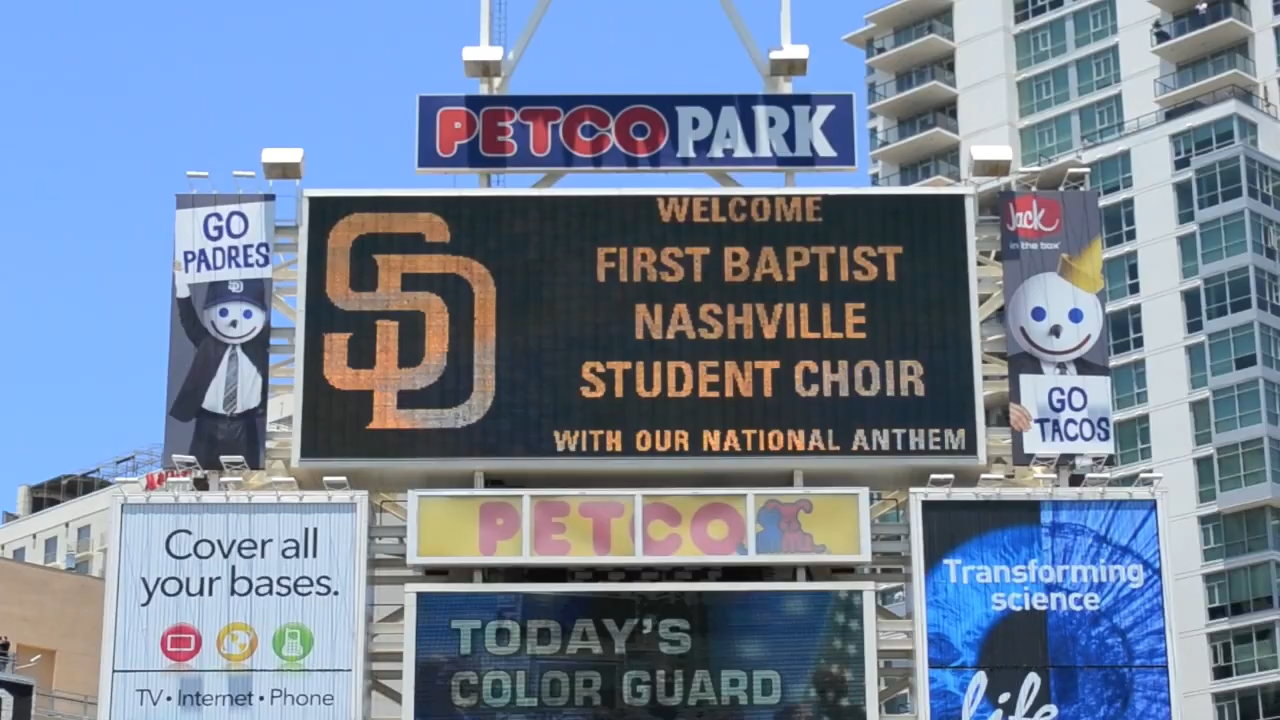 PETCO PARK
GO
PADRES
SD
WELCOME
FIRST BAPTIST
NASHVILLE
STUDENT CHOIR
WITH OUR NATIONAL ANTHEM
Jack
in the box
GO
TACOS
PETCO
Cover all
your bases.
TV • Internet • Phone
TODAY'S
COLOR GUARD
Transforming
science
life